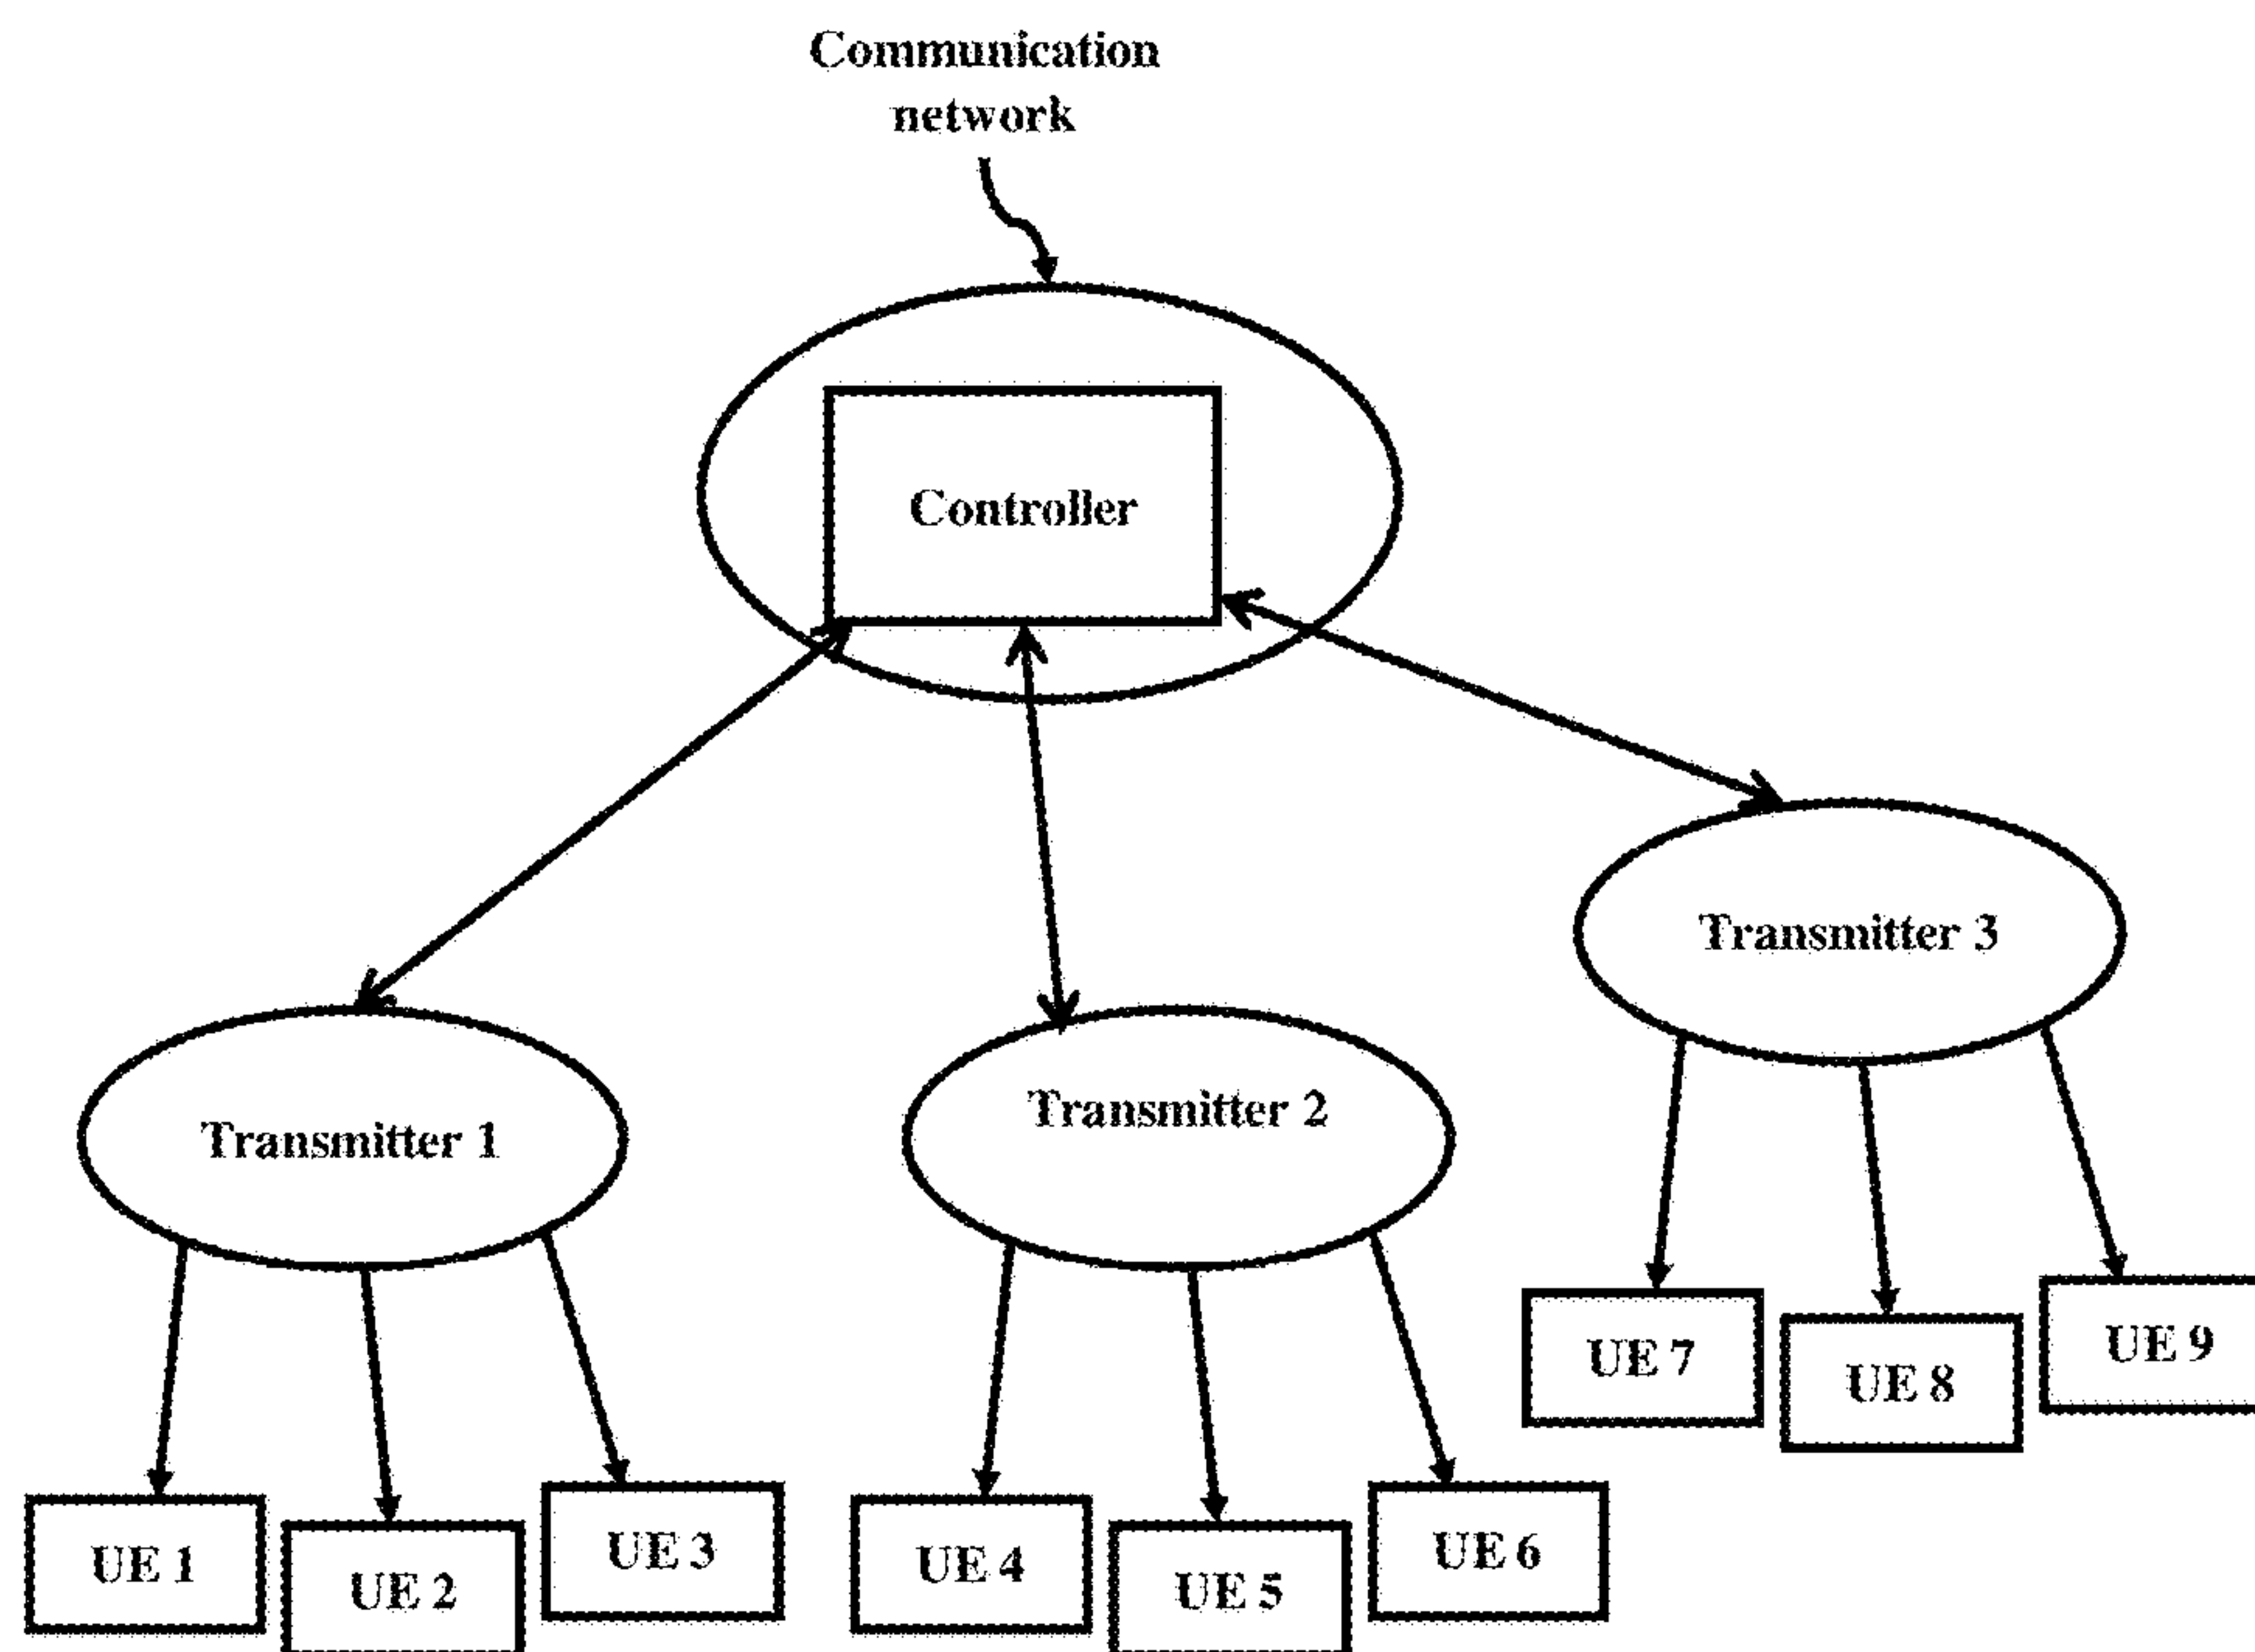 Communication
network
Controller
Transmitter 3
Transmitter 2
Transmitter 1
UE 7
UE 8
UE 9
UE 1
UE 2
UE 3
UE 4
UE 5
UE 6